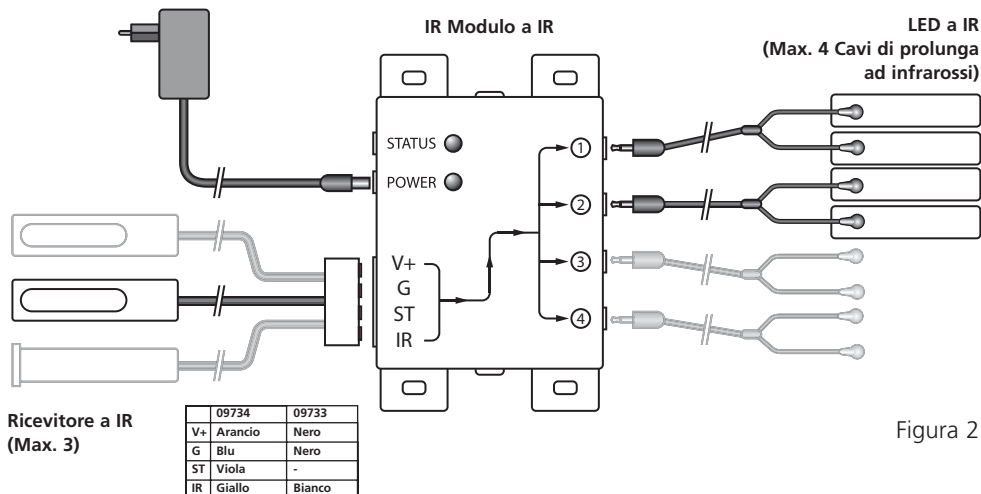 IR Modulo a IR
LED a IR
(Max. 4 Cavi di prolunga
ad infrarossi)
STATUS
POWER
1
2
3
4
V+
G
ST
IR
Ricevitore a IR
(Max. 3)
09734 09733
V+ Arancio Nero
G Blu Nero
ST Viola -
IR Giallo Bianco
Figura 2